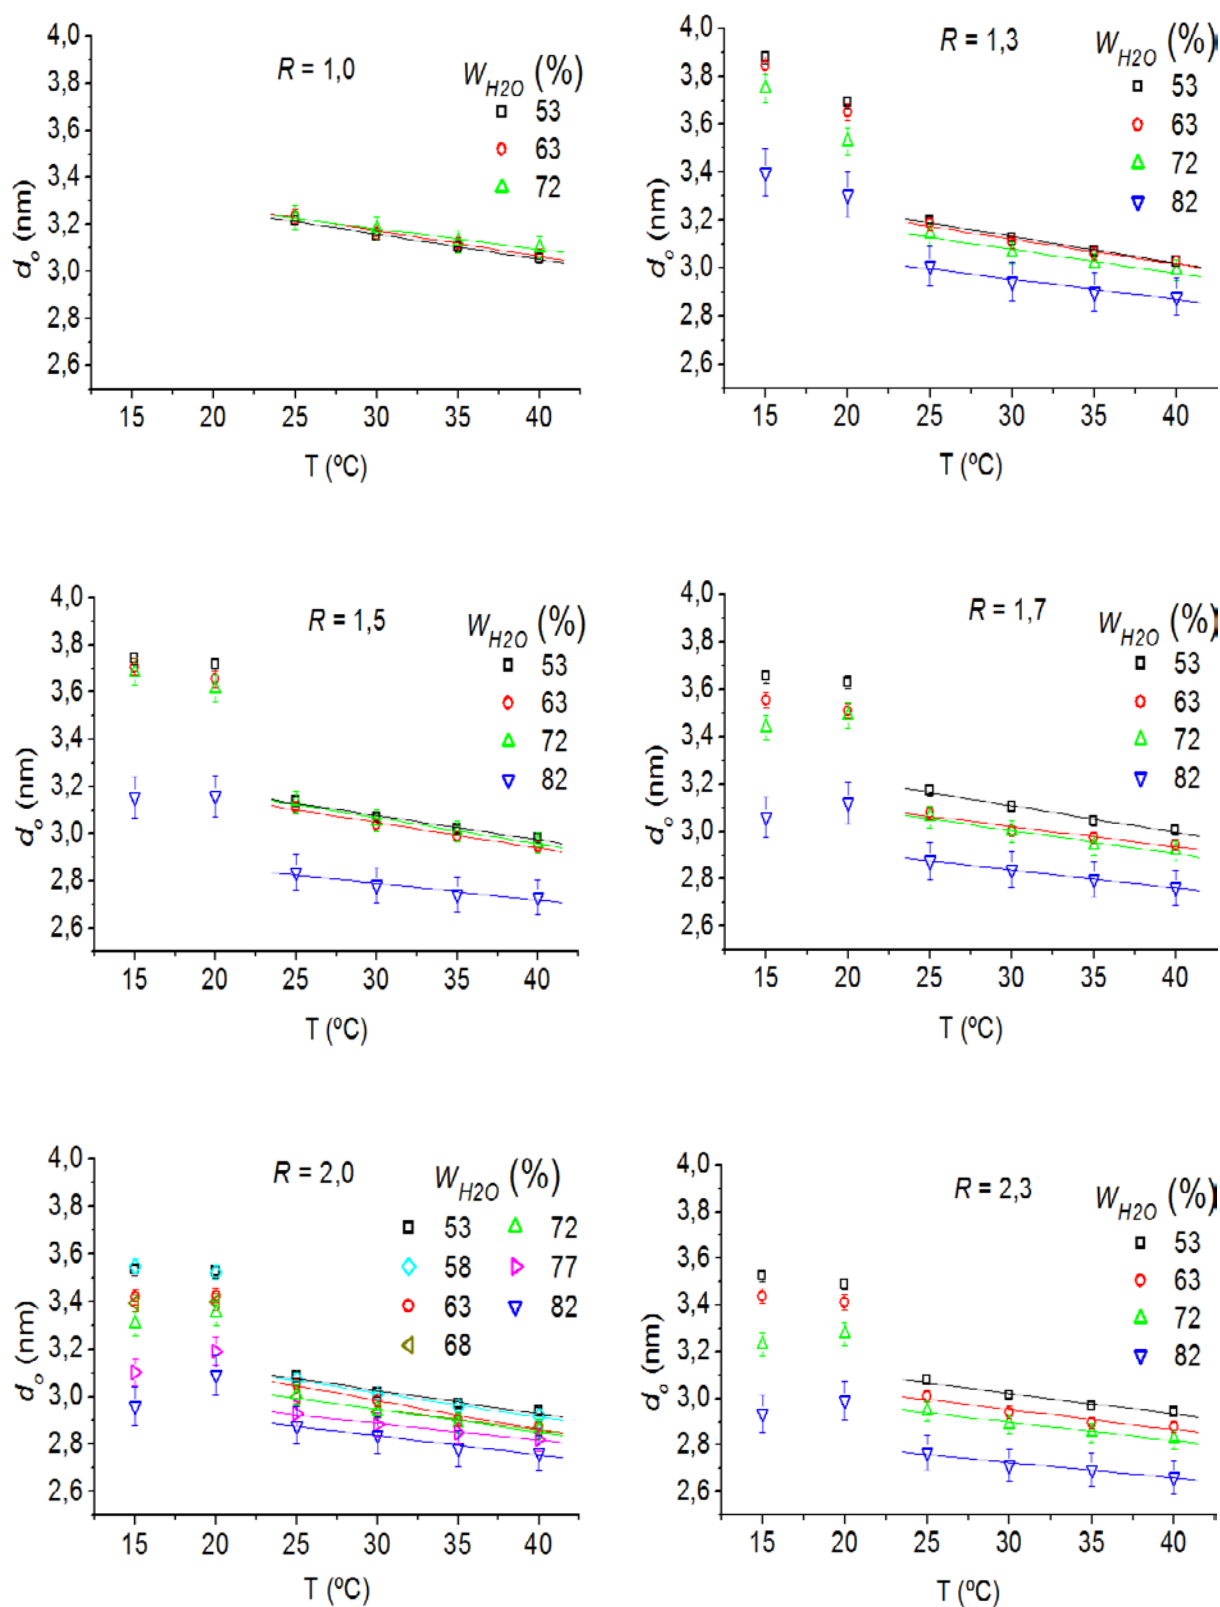 R = 1,0
W_H2O (%)
53
63
72
4,0
3,8
3,6
3,4
3,2
3,0
2,8
2,6
d_o (nm)
15 20 25 30 35 40
T (ºC)
R = 1,3
W_H2O (%)
53
63
72
82
4,0
3,8
3,6
3,4
3,2
3,0
2,8
2,6
d_o (nm)
15 20 25 30 35 40
T (ºC)
R = 1,5
W_H2O (%)
53
63
72
82
4,0
3,8
3,6
3,4
3,2
3,0
2,8
2,6
d_o (nm)
15 20 25 30 35 40
T (ºC)
R = 1,7
W_H2O (%)
53
63
72
82
4,0
3,8
3,6
3,4
3,2
3,0
2,8
2,6
d_o (nm)
15 20 25 30 35 40
T (ºC)
R = 2,0
W_H2O (%)
53 72
58 77
63 82
68
4,0
3,8
3,6
3,4
3,2
3,0
2,8
2,6
d_o (nm)
15 20 25 30 35 40
T (ºC)
R = 2,3
W_H2O (%)
53
63
72
82
4,0
3,8
3,6
3,4
3,2
3,0
2,8
2,6
d_o (nm)
15 20 25 30 35 40
T (ºC)